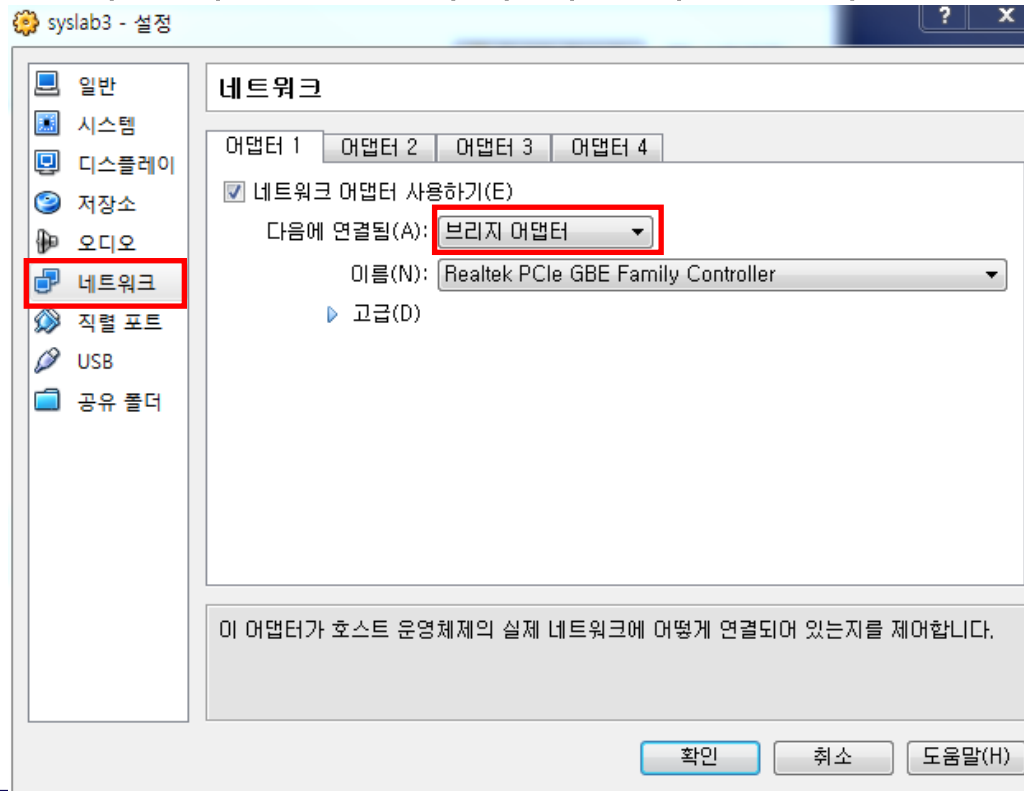 syslab3 - 설정
? x
일반
시스템
디스플레이
저장소
오디오
네트워크
직렬 포트
USB
공유 폴더
네트워크
어댑터 1 어댑터 2 어댑터 3 어댑터 4
네트워크 어댑터 사용하기(E)
다음에 연결됨(A): 브리지 어댑터
이름(N): Realtek PCIe GBE Family Controller
고급(D)
이 어댑터가 호스트 운영체제의 실제 네트워크에 어떻게 연결되어 있는지를 제어합니다.
확인 취소 도움말(H)